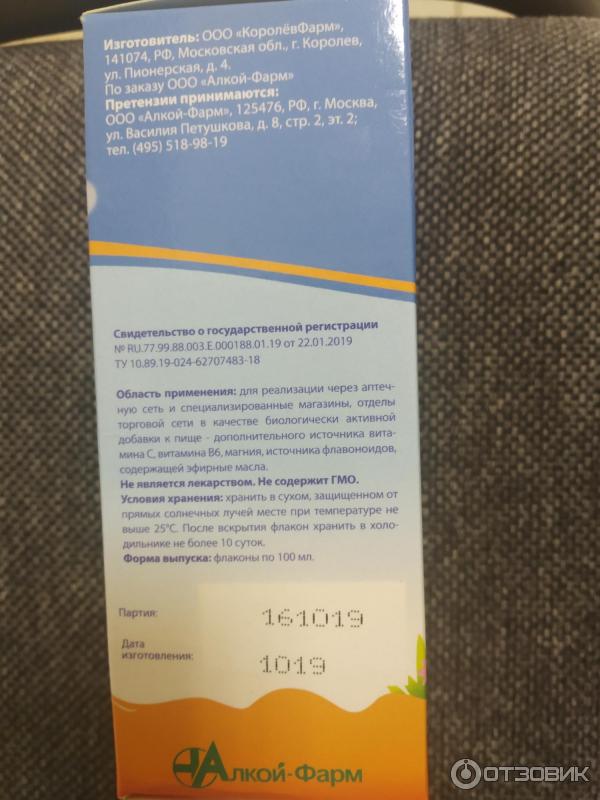 Изготовитель: ООО «КоролёвФарм»,
141074, РФ, Московская обл., г. Королев,
ул. Пионерская, д. 4.
По заказу ООО «Алкой-Фарм»
Претензии принимаются:
ООО «Алкой-Фарм», 125476, РФ, г. Москва,
ул. Василия Петушкова, д. 8, стр. 2, эт. 2;
тел. (495) 518-98-19
Свидетельство о государственной регистрации
№ RU.77.99.88.003.Е.000188.01.19 от 22.01.2019
ТУ 10.89.19-024-62707483-18
Область применения: для реализации через аптеч-
ную сеть и специализированные магазины, отделы
торговой сети в качестве биологически активной
добавки к пище - дополнительного источника вита-
мина С, витамина В6, магния, источника флавоноидов,
содержащей эфирные масла.
Не является лекарством. Не содержит ГМО.
Условия хранения: хранить в сухом, защищенном от
прямых солнечных лучей месте при температуре не
выше 25°С. После вскрытия флакон хранить в холо-
дильнике не более 10 суток.
Форма выпуска: флаконы по 100 мл.
Партия: 161019
Дата
изготовления: 1019
Алкой-Фарм
ОТЗОВИК